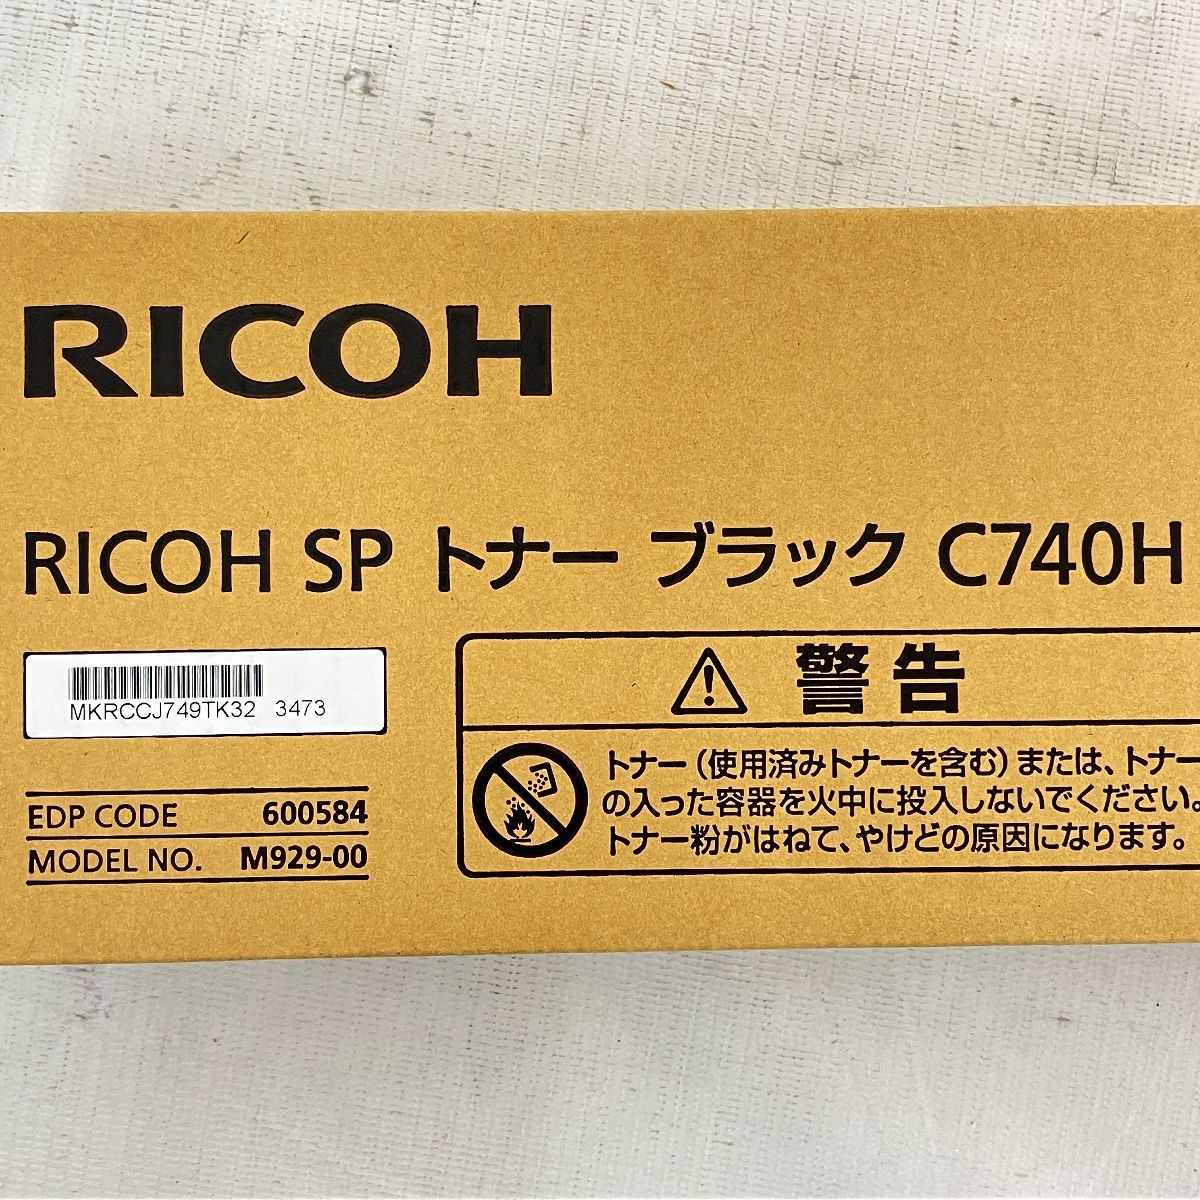 RICOH
RICOH SP トナー ブラック C740H
MKRCCJ749TK32 3473
EDP CODE 600584
MODEL NO. M929-00
警告
トナー（使用済みトナーを含む）または、トナー
の入った容器を火中に投入しないでください。
トナー粉がはねて、やけどの原因になります。